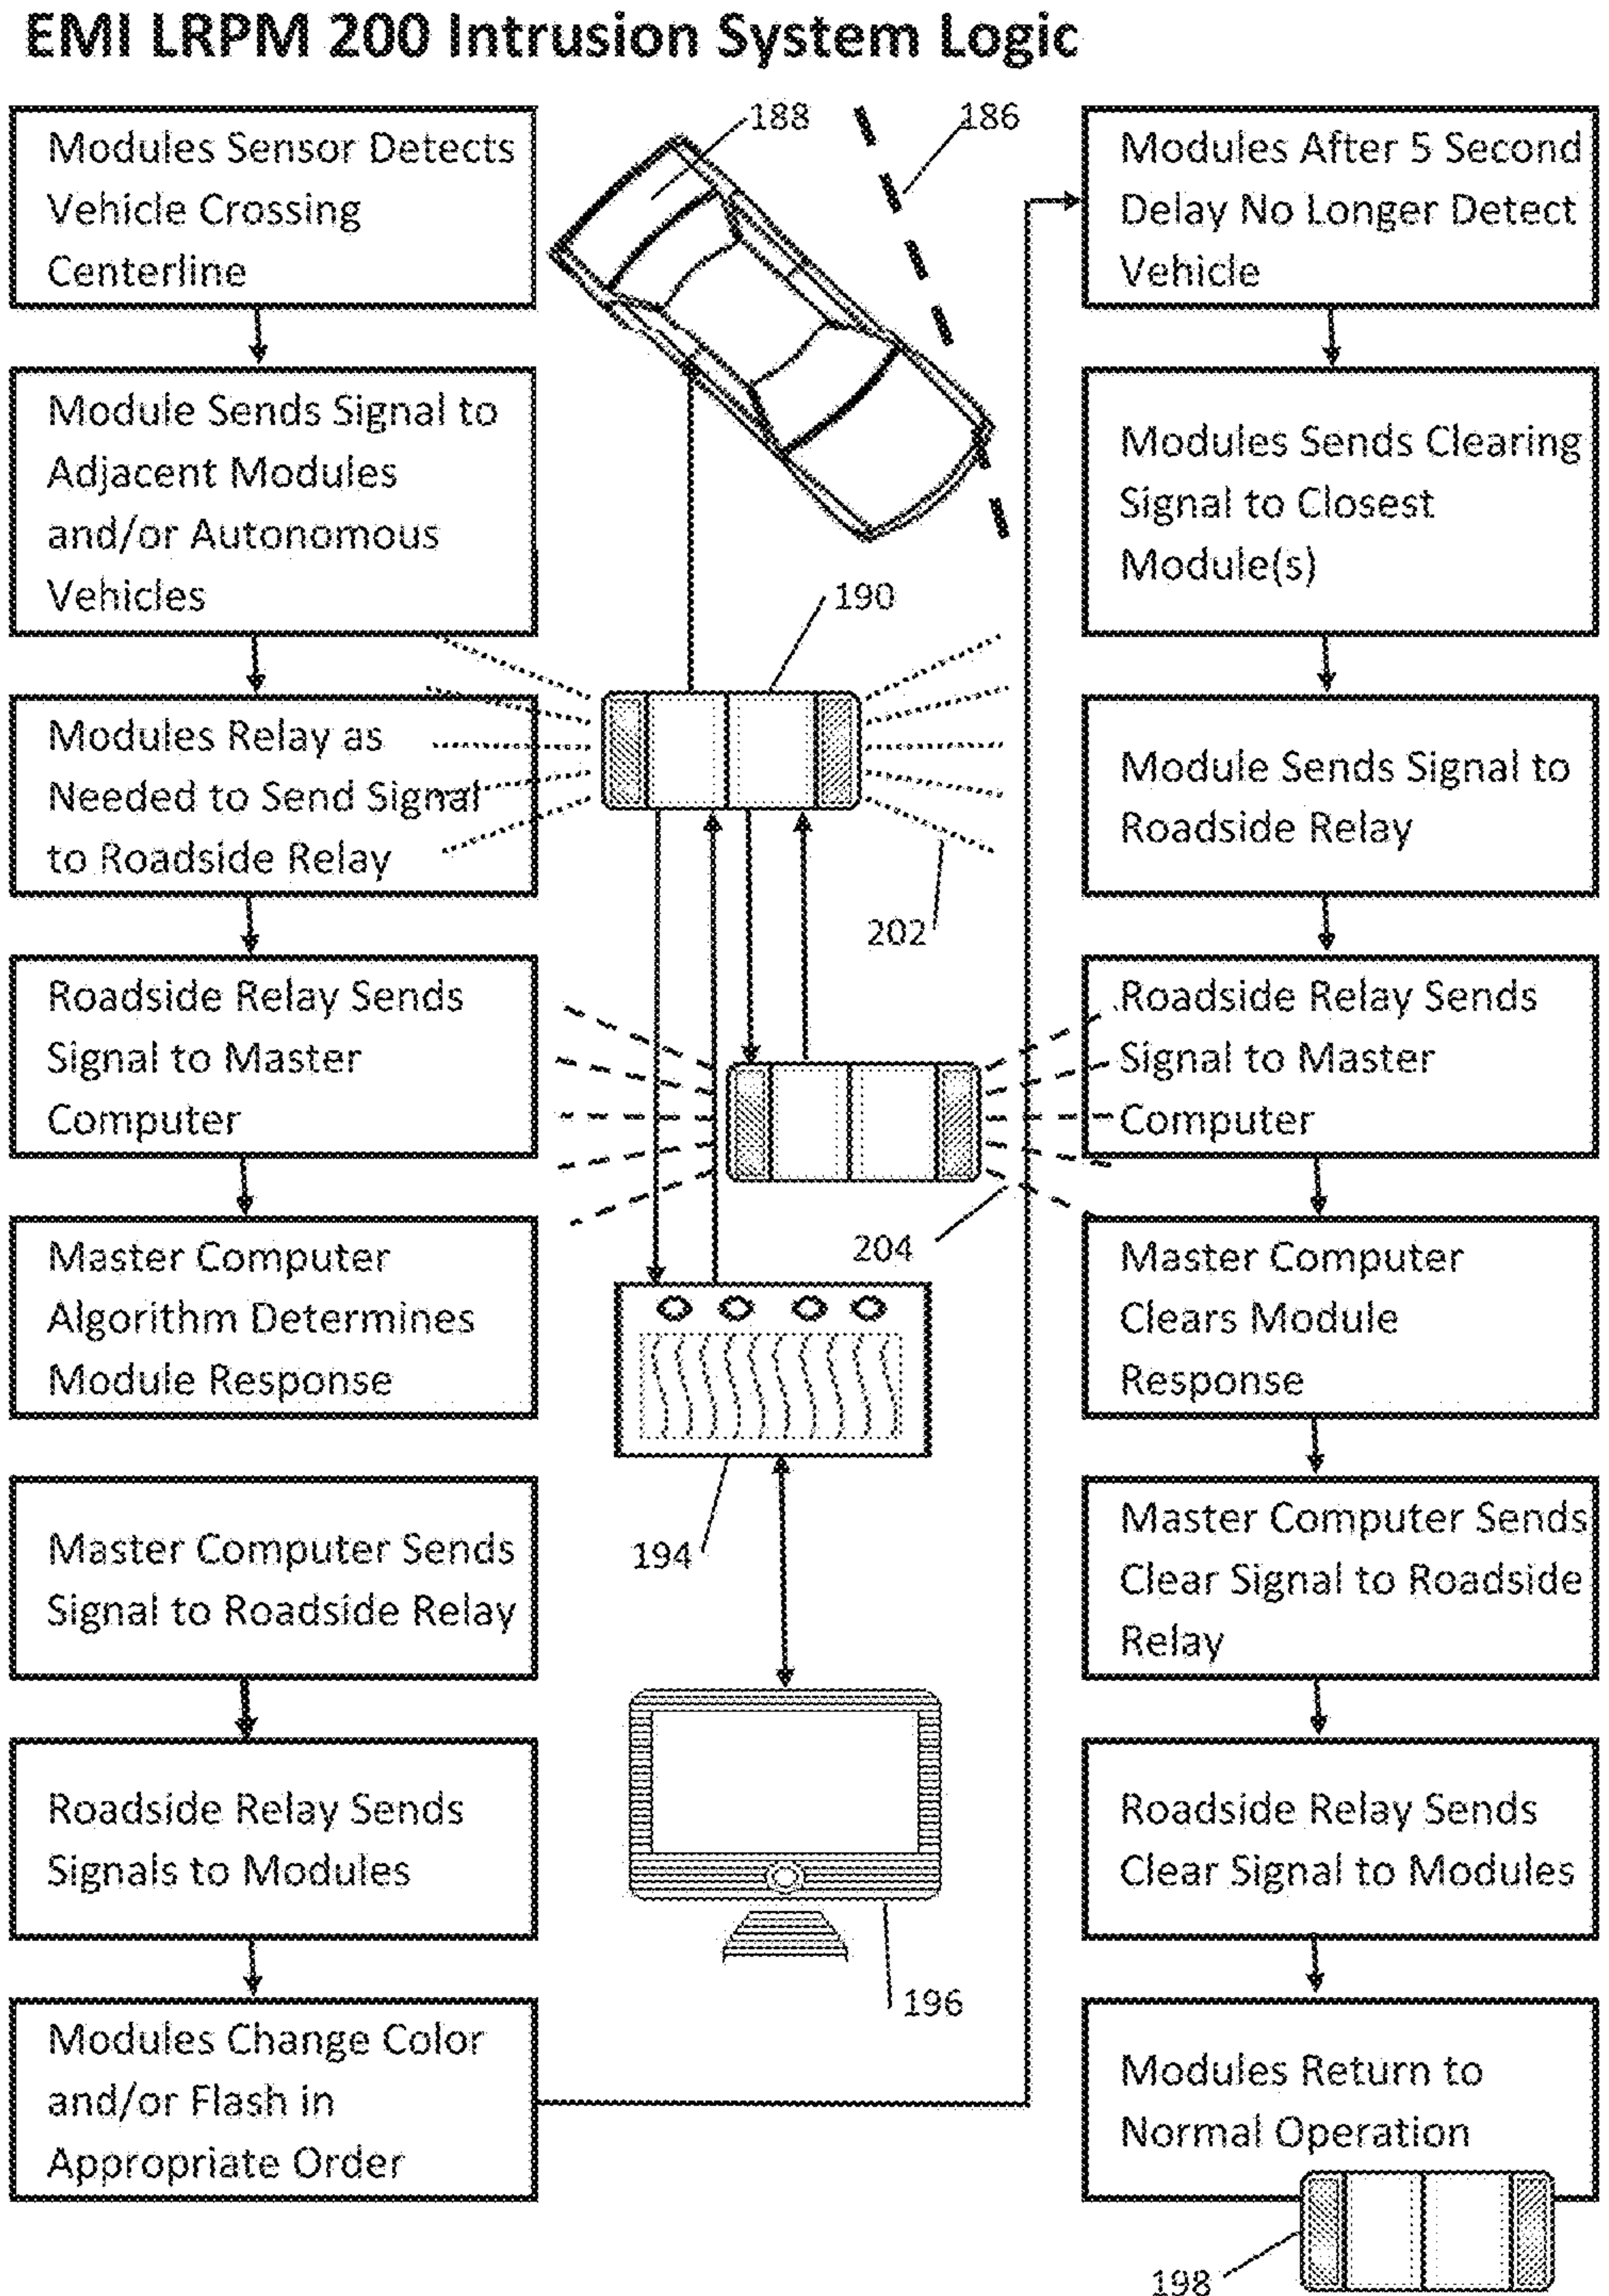 EMI LRPM 200 Intrusion System Logic
Modules Sensor Detects
Vehicle Crossing
Centerline
Module Sends Signal to
Adjacent Modules
and/or Autonomous
Vehicles
Modules Relay as
Needed to Send Signal
to Roadside Relay
Roadside Relay Sends
Signal to Master
Computer
Master Computer
Algorithm Determines
Module Response
Master Computer Sends
Signal to Roadside Relay
Roadside Relay Sends
Signals to Modules
Modules Change Color
and/or Flash in
Appropriate Order
188
186
190
202
204
194
196
Modules After 5 Second
Delay No Longer Detect
Vehicle
Modules Sends Clearing
Signal to Closest
Module(s)
Module Sends Signal to
Roadside Relay
Roadside Relay Sends
Signal to Master
Computer
Master Computer
Clears Module
Response
Master Computer Sends
Clear Signal to Roadside
Relay
Roadside Relay Sends
Clear Signal to Modules
Modules Return to
Normal Operation
198